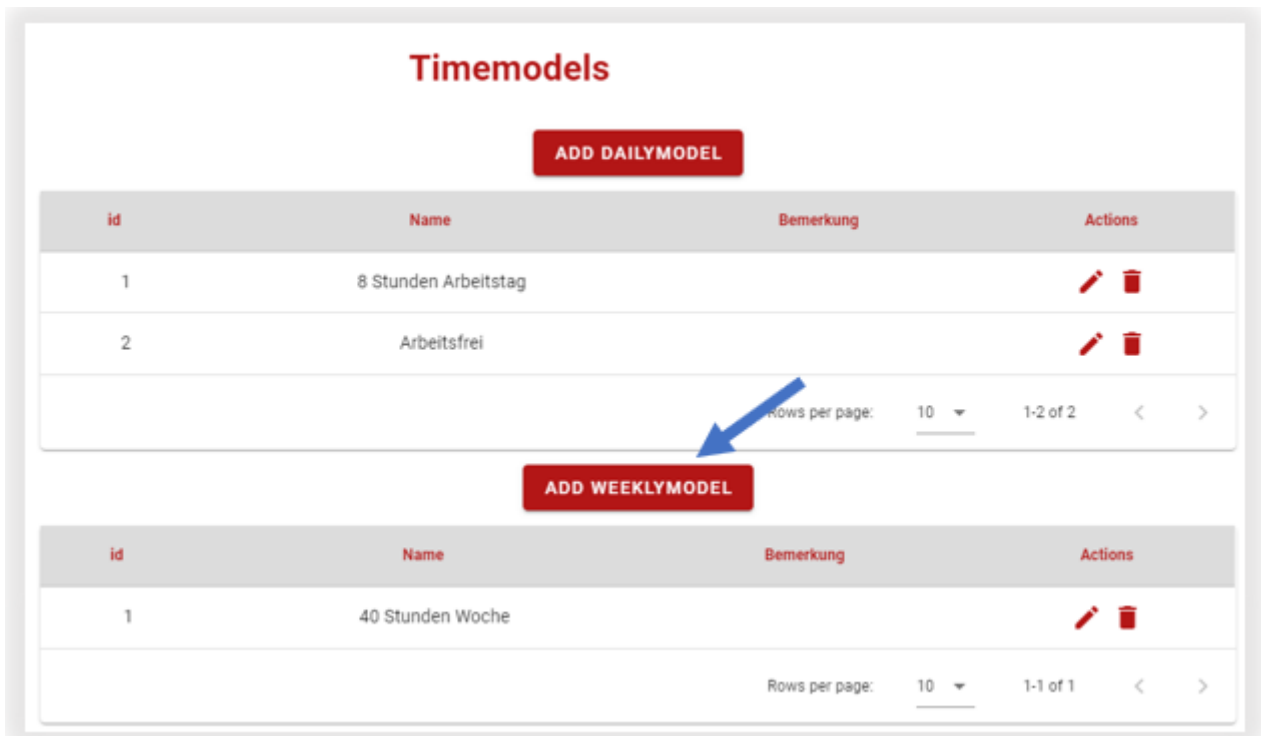 Timemodels
ADD DAILYMODEL
id Name Bemerkung Actions
1 8 Stunden Arbeitstag
2 Arbeitsfrei
Rows per page: 10 1-2 of 2
ADD WEEKLYMODEL
id Name Bemerkung Actions
1 40 Stunden Woche
Rows per page: 10 1-1 of 1